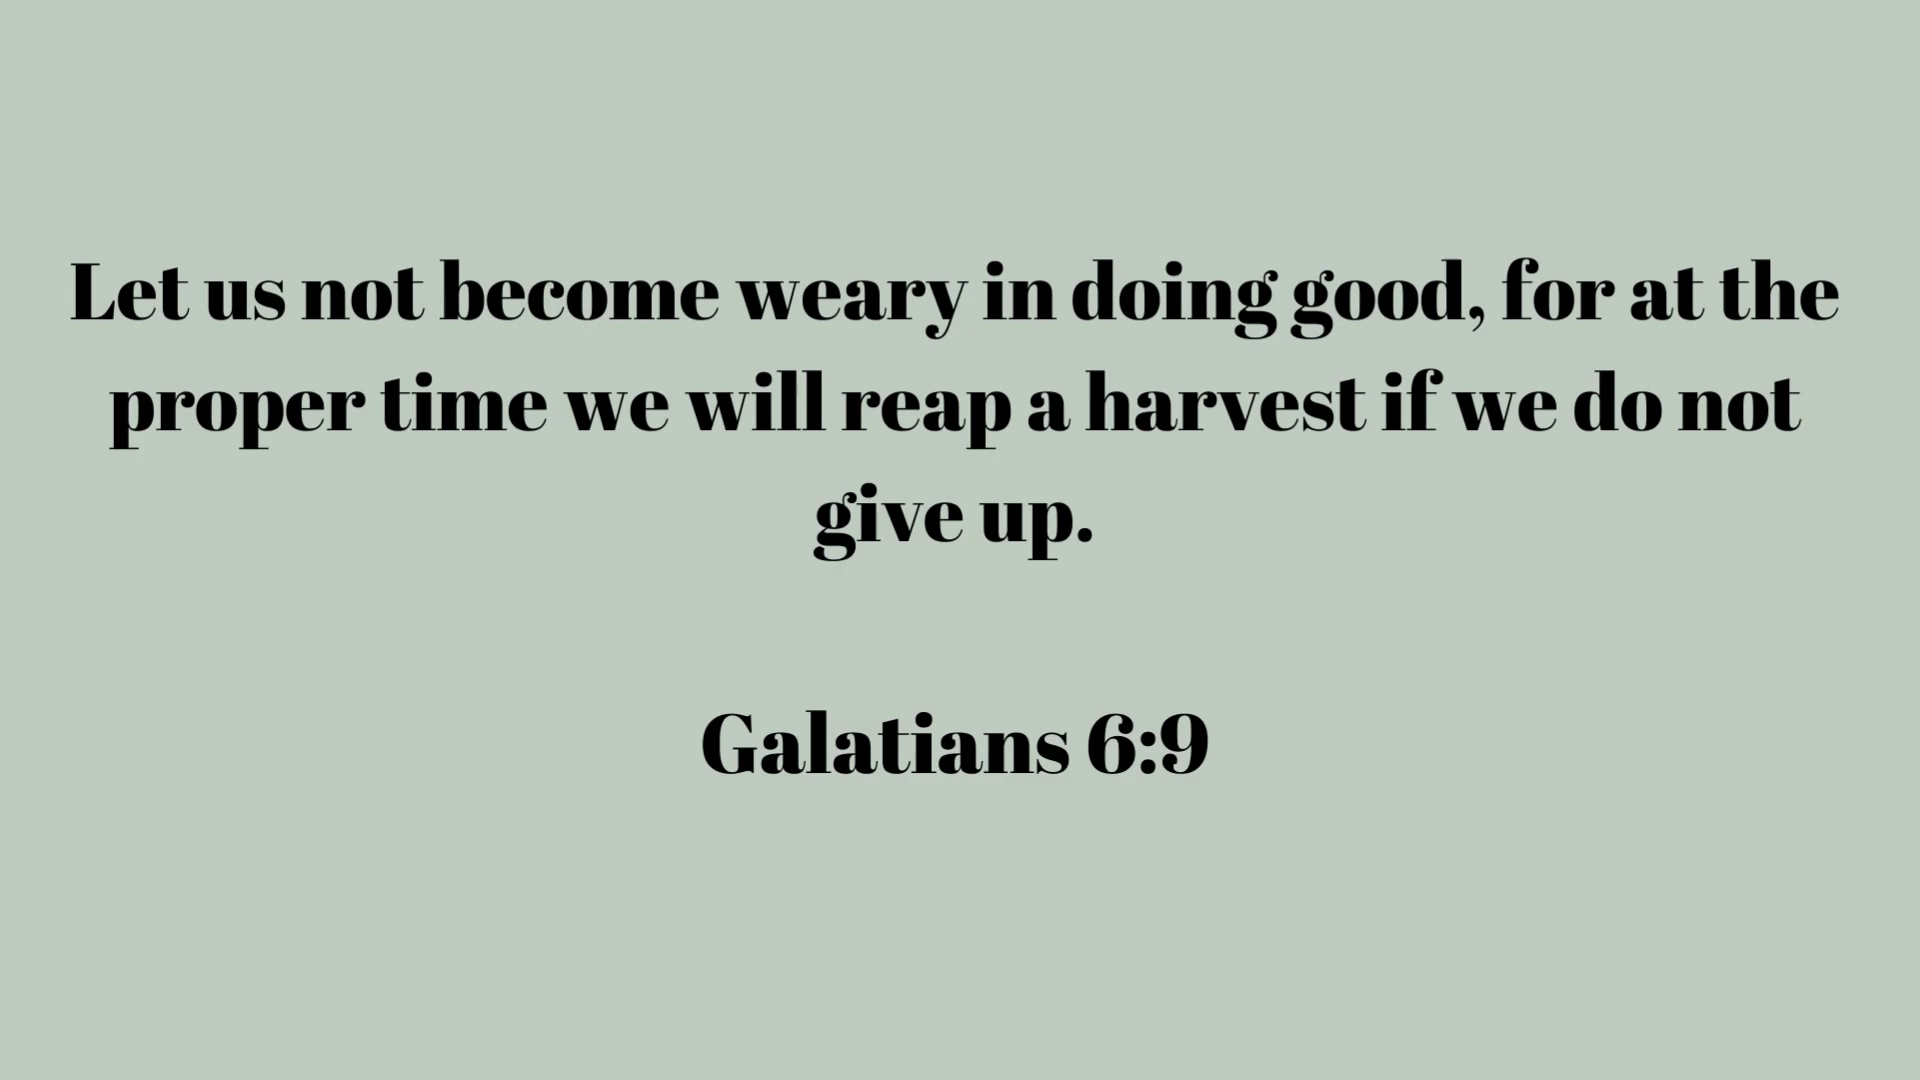 Let us not become weary in doing good, for at the
proper time we will reap a harvest if we do not
give up.
Galatians 6:9